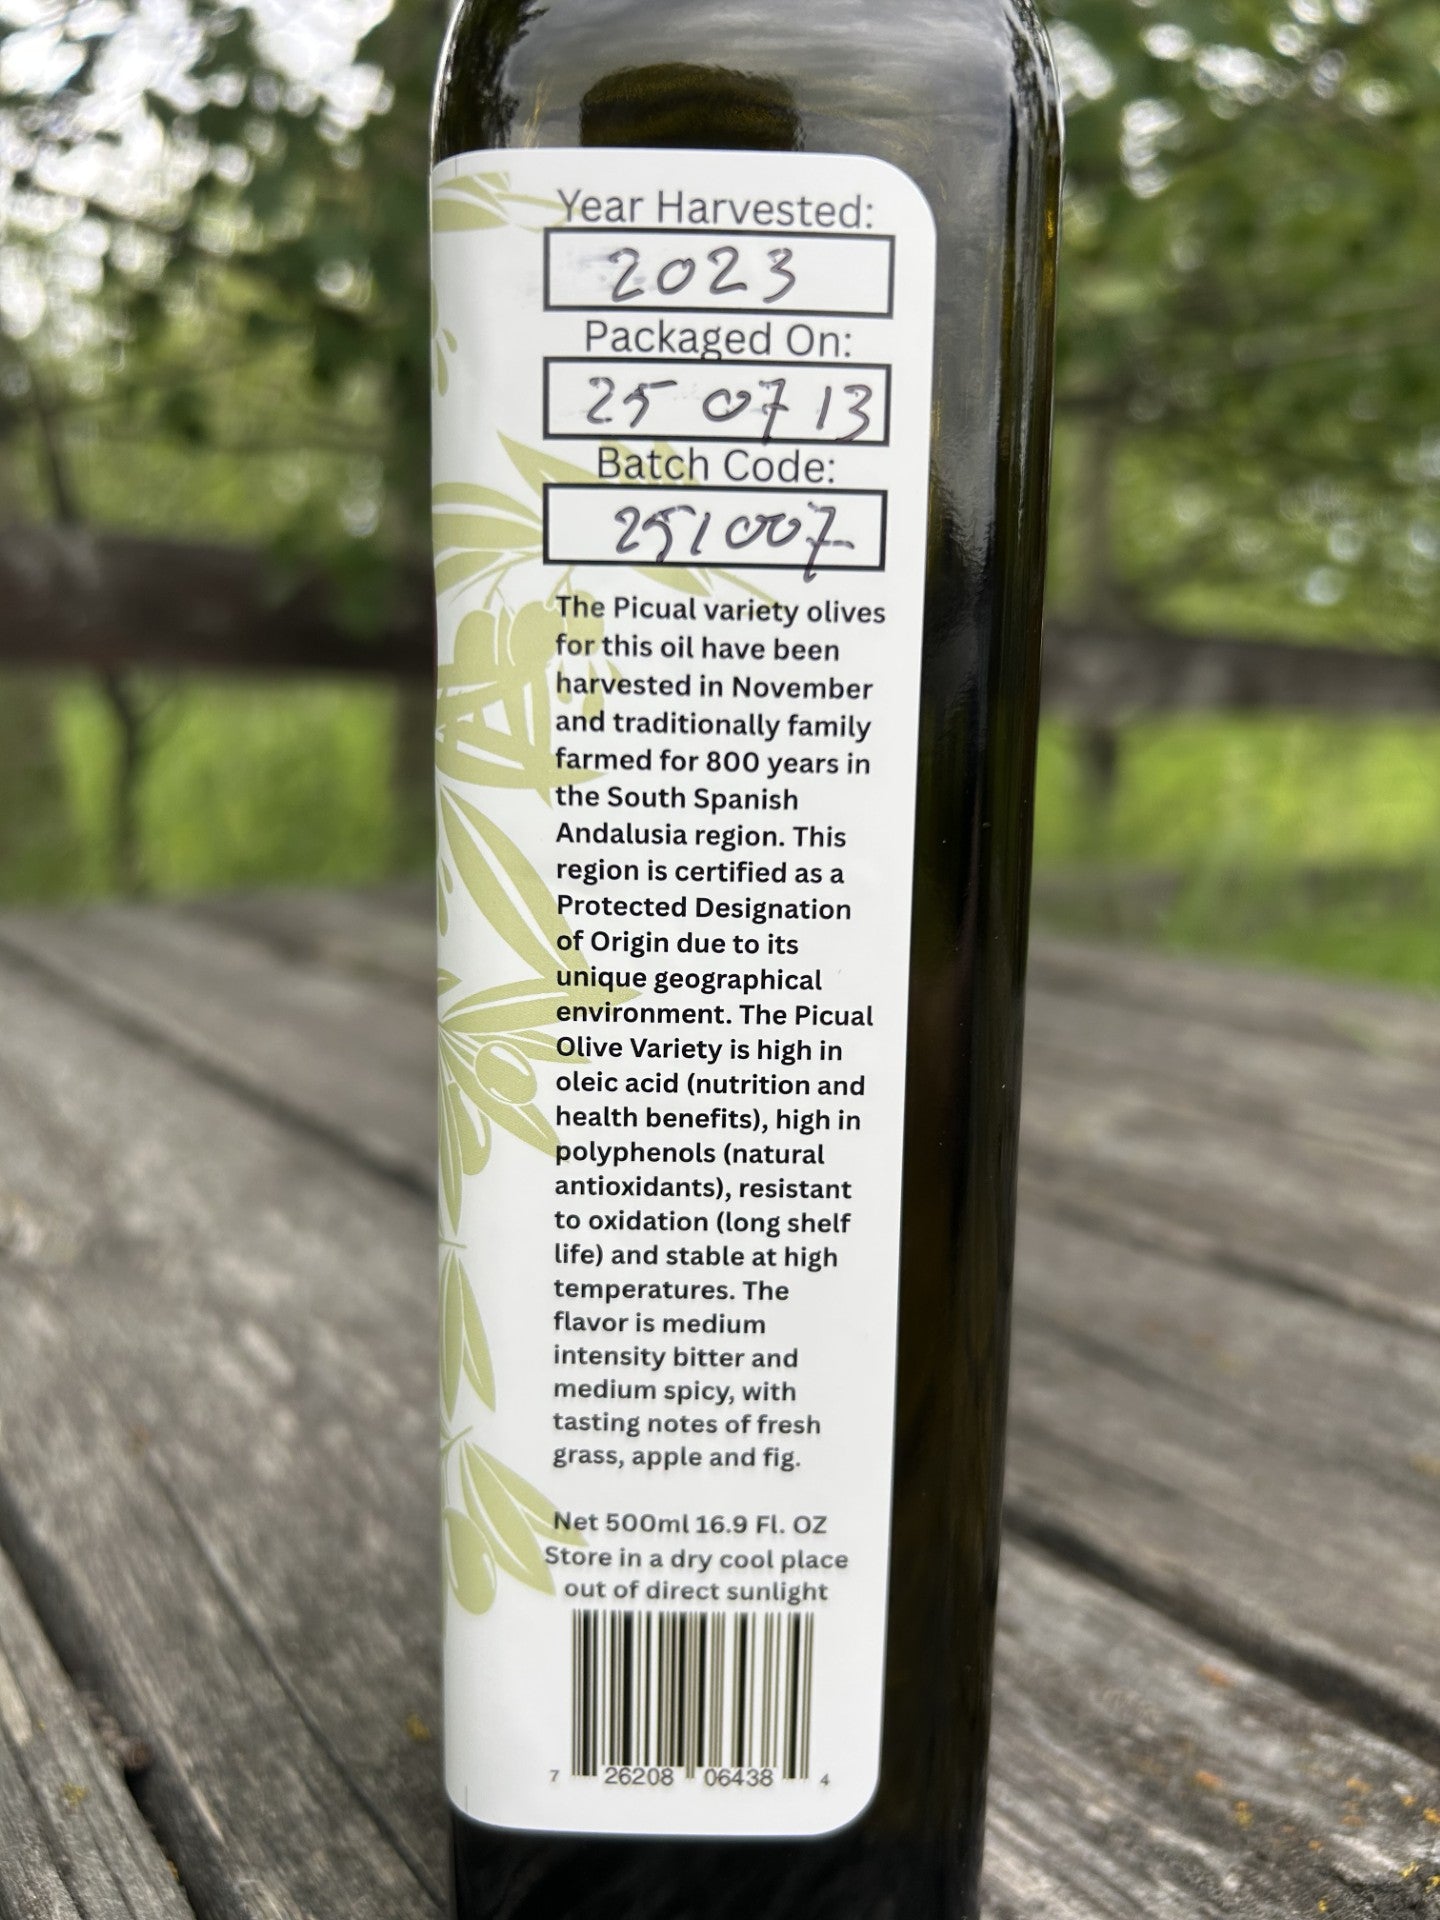 Year Harvested:
2023
Packaged On:
25 07 13
Batch Code:
251007
The Picual variety olives
for this oil have been
harvested in November
and traditionally family
farmed for 800 years in
the South Spanish
Andalusia region. This
region is certified as a
Protected Designation
of Origin due to its
unique geographical
environment. The Picual
Olive Variety is high in
oleic acid (nutrition and
health benefits), high in
polyphenols (natural
antioxidants), resistant
to oxidation (long shelf
life) and stable at high
temperatures. The
flavor is medium
intensity bitter and
medium spicy, with
tasting notes of fresh
grass, apple and fig.
Net 500ml 16.9 Fl. OZ
Store in a dry cool place
out of direct sunlight
7 26208 06438 4